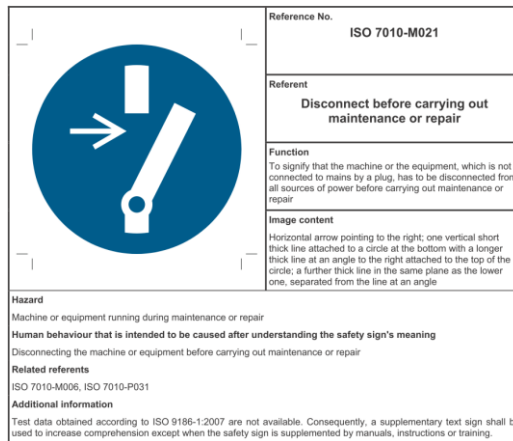 Reference No.
ISO 7010-M021
Referent
Disconnect before carrying out
maintenance or repair
Function
To signify that the machine or the equipment, which is not
connected to mains by a plug, has to be disconnected from
all sources of power before carrying out maintenance or
repair
Image content
Horizontal arrow pointing to the right; one vertical short
thick line attached to a circle at the bottom with a longer
thick line at an angle to the right attached to the top of the
circle; a further thick line in the same plane as the lower
one, separated from the line at an angle
Hazard
Machine or equipment running during maintenance or repair
Human behaviour that is intended to be caused after understanding the safety sign's meaning
Disconnecting the machine or equipment before carrying out maintenance or repair
Related referents
ISO 7010-M006, ISO 7010-P031
Additional information
Test data obtained according to ISO 9186-1:2007 are not available. Consequently, a supplementary text sign shall be
used to increase comprehension except when the safety sign is supplemented by manuals, instructions or training.